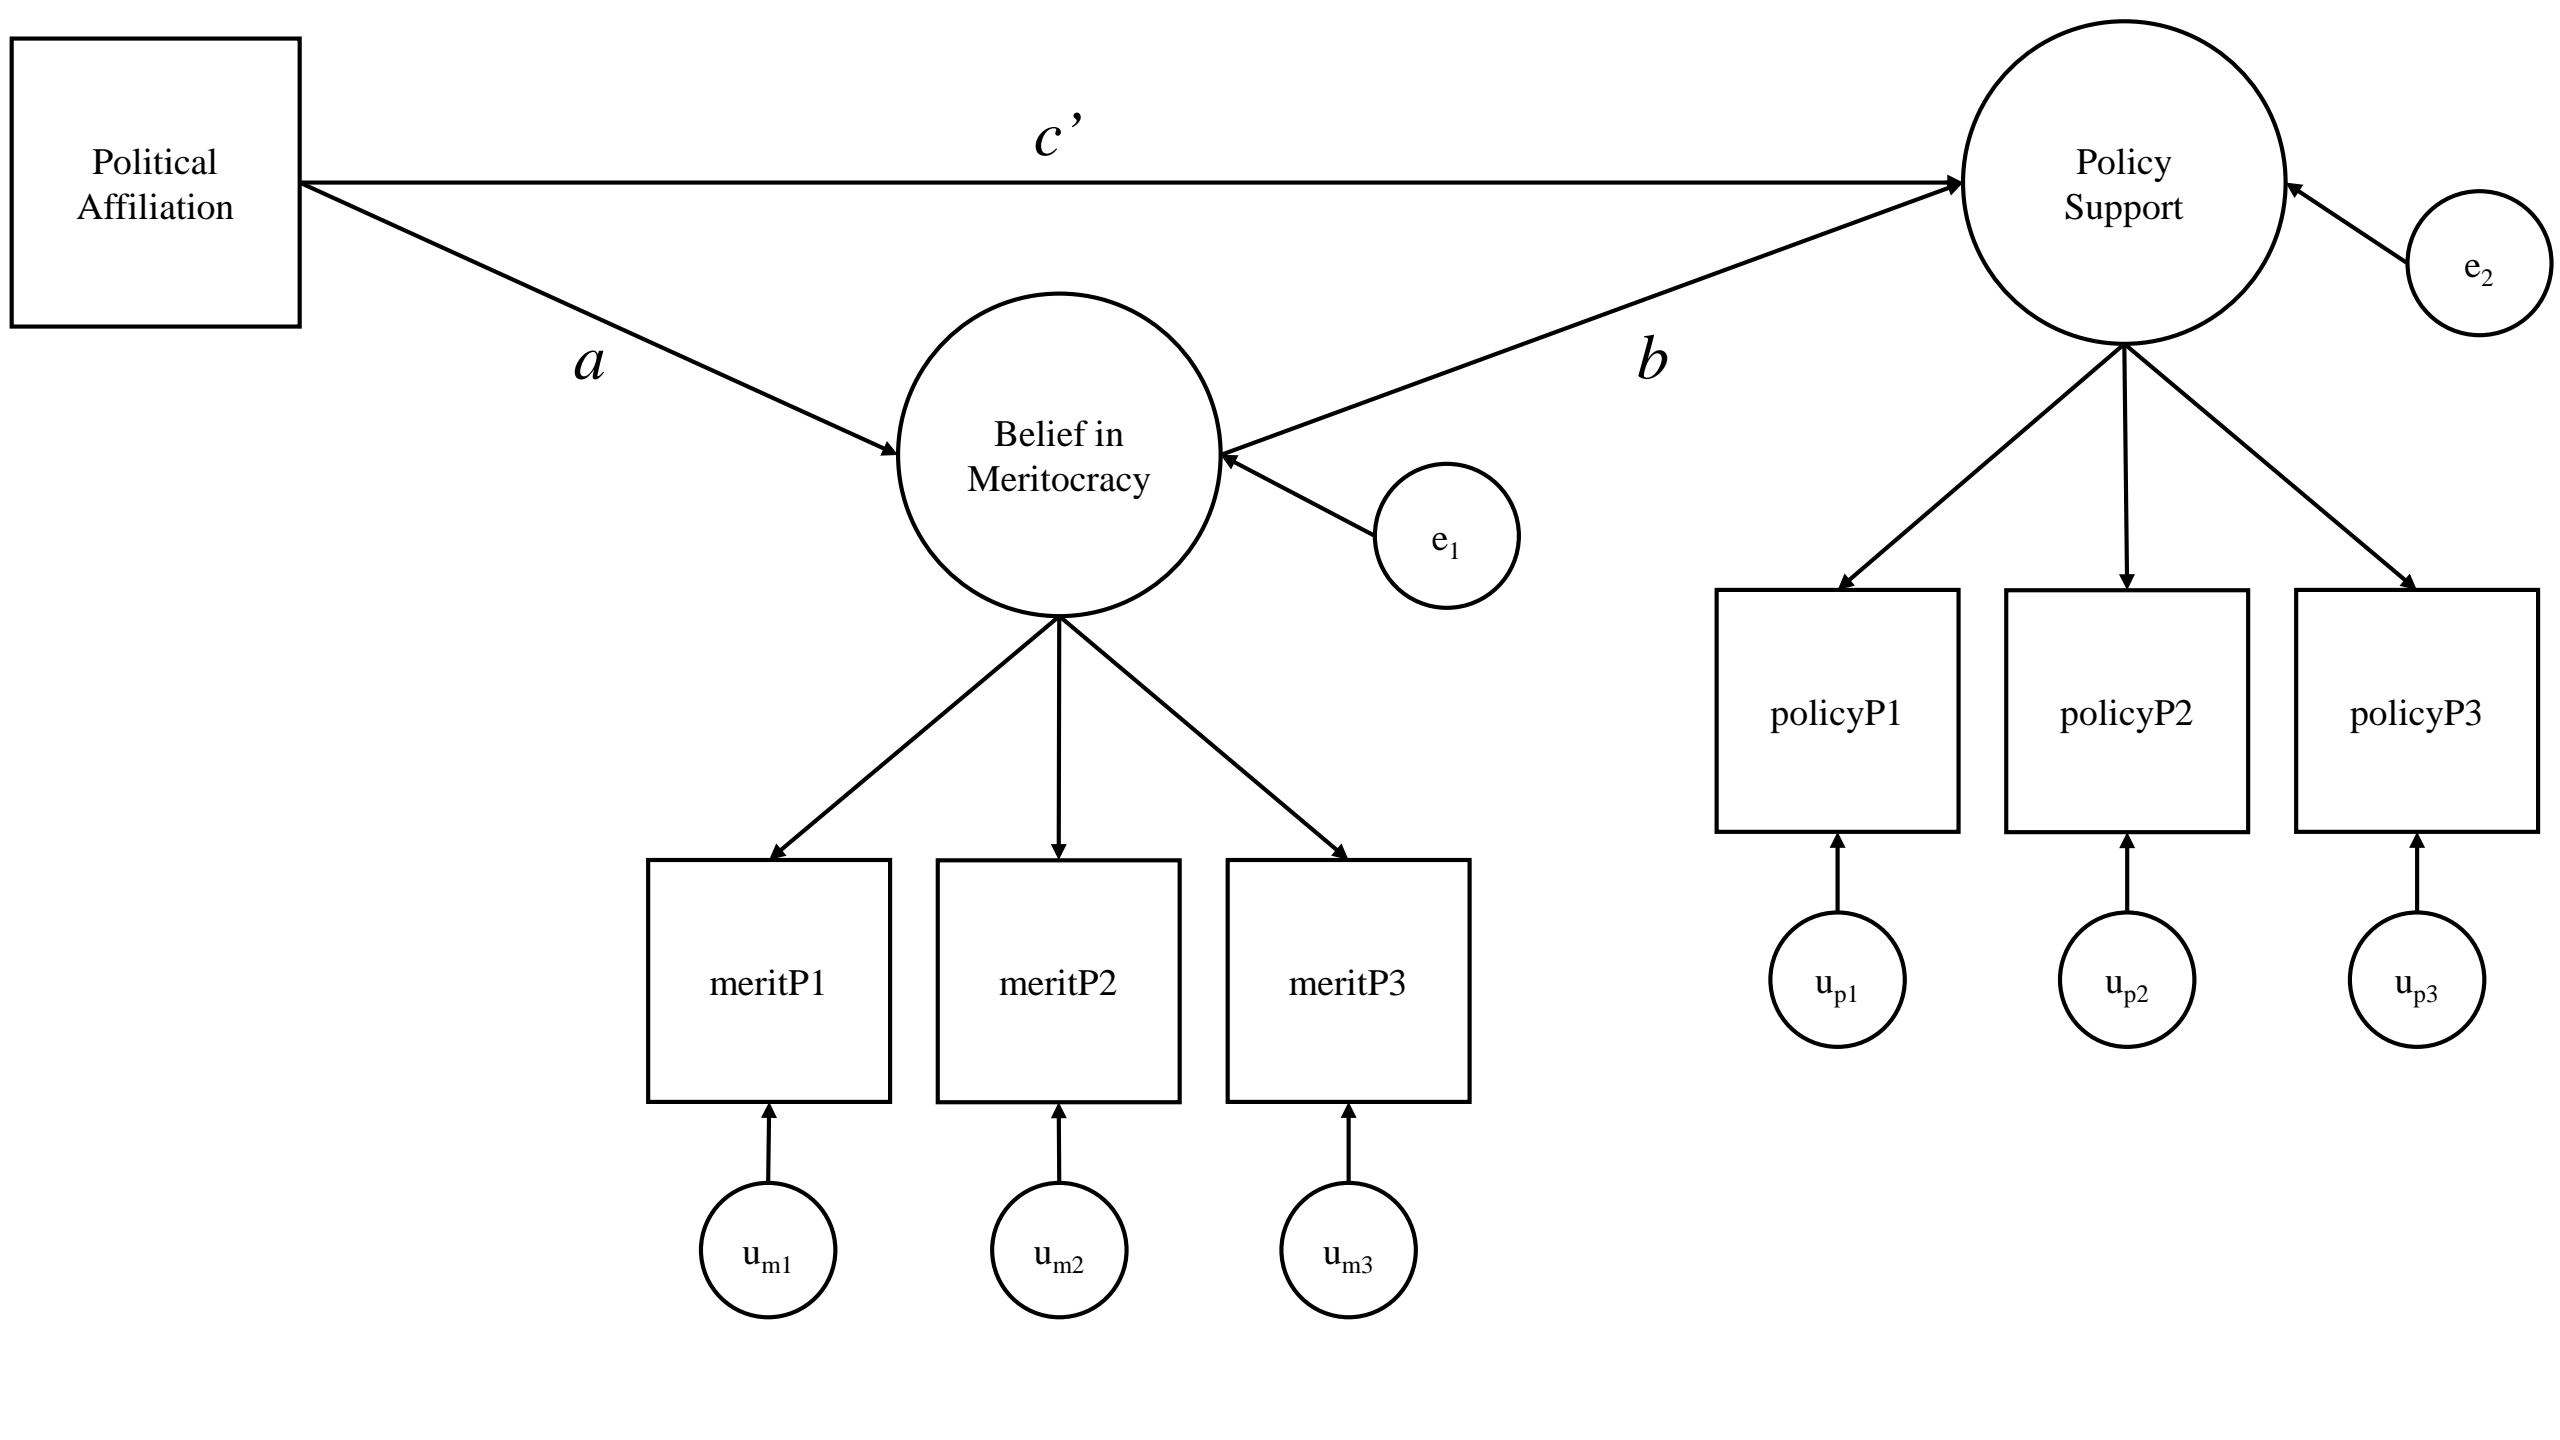 Political
Affiliation
c’
Policy
Support
e2
a
b
Belief in
Meritocracy
e1
policyP1
policyP2
policyP3
meritP1
meritP2
meritP3
up1
up2
up3
um1
um2
um3